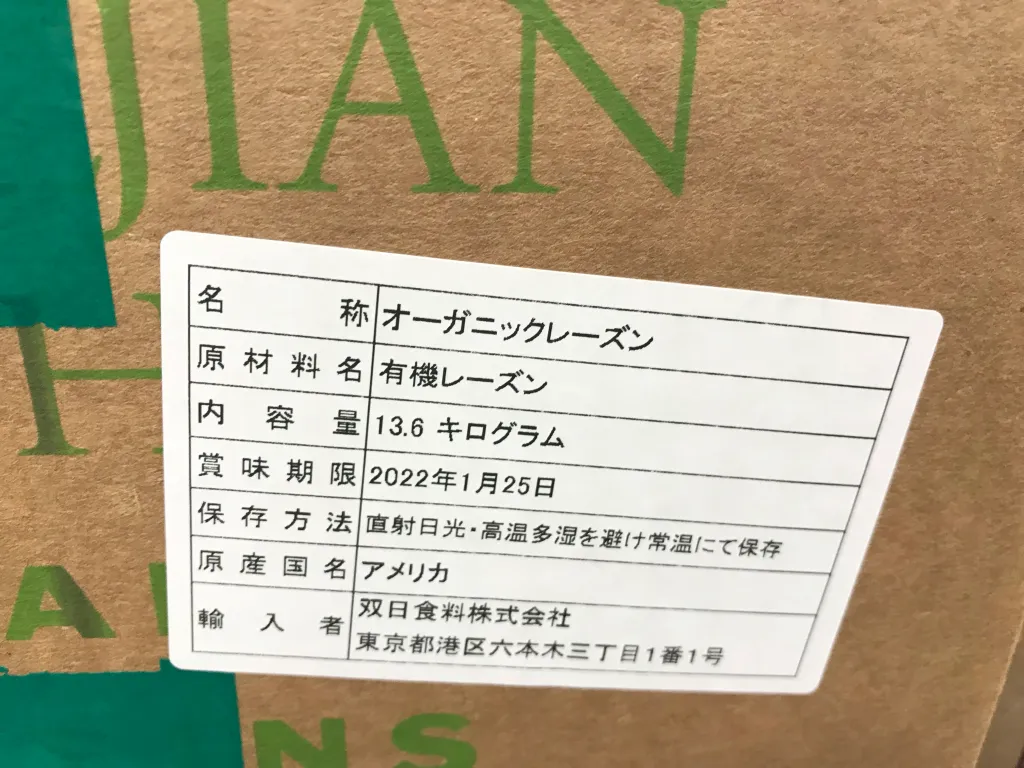 JIAN
名称 オーガニックレーズン
原材料名 有機レーズン
内容量 13.6 キログラム
賞味期限 2022年1月25日
保存方法 直射日光・高温多湿を避け常温にて保存
原産国名 アメリカ
輸入者 双日食料株式会社
東京都港区六本木三丁目1番1号
NS